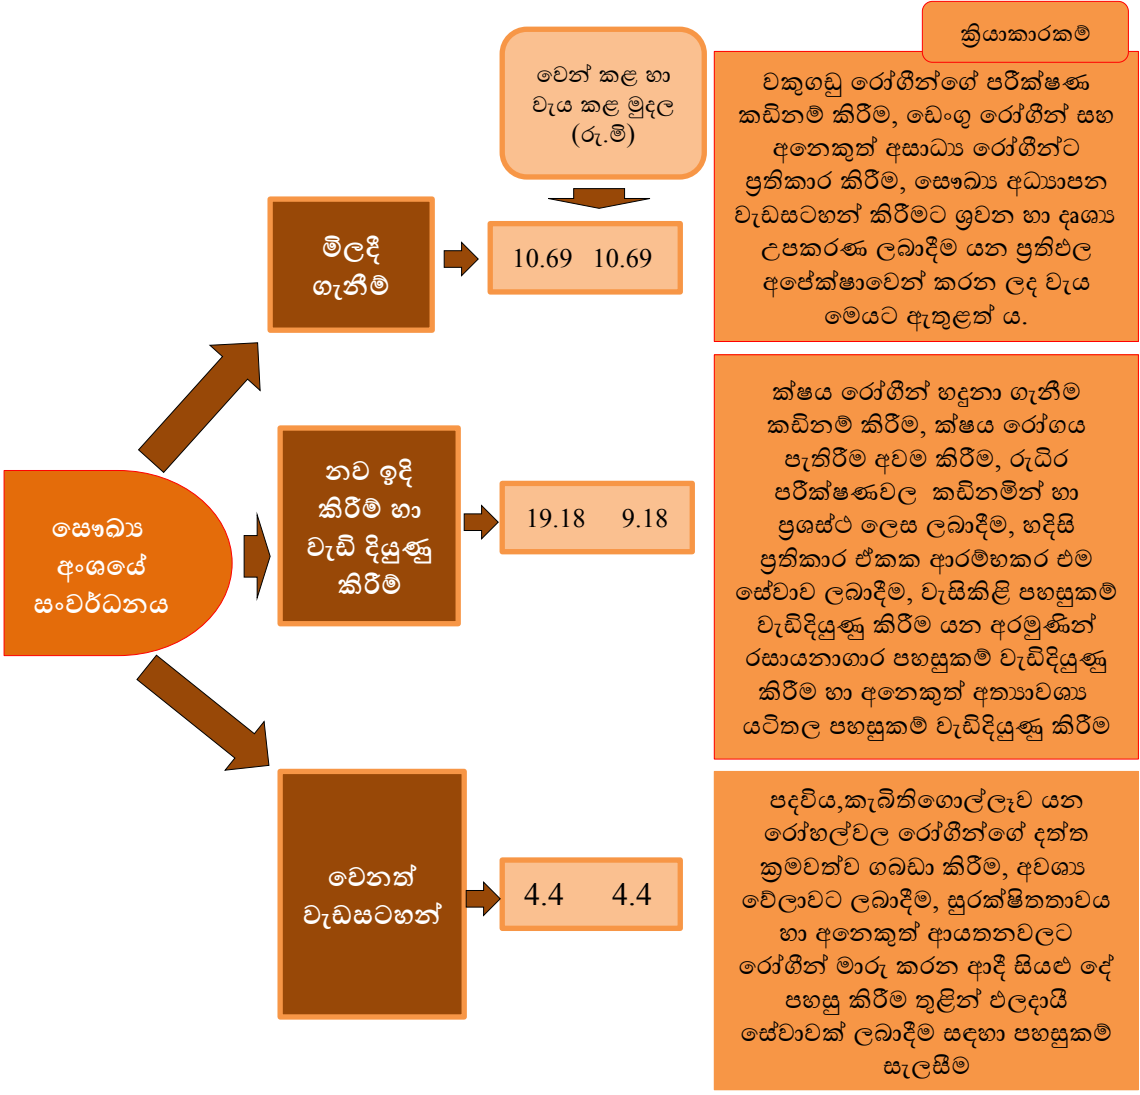 ක්‍රියාකාරකම්
වෙන් කළ හා
වැය කළ මුදල
(රු.මි)
වකුගඩු රෝගීන්ගේ පරීක්ෂණ
කඩිනම් කිරීම, ඩෙංගු රෝගීන් සහ
අනෙකුත් අසාධ්‍ය රෝගීන්ට
ප්‍රතිකාර කිරීම, සෞඛ්‍ය අධ්‍යාපන
වැඩසටහන් කිරීමට ශ්‍රවන හා දෘශ්‍ය
උපකරණ ලබාදීම යන ප්‍රතිඵල
අපේක්ෂාවෙන් කරන ලද වැය
මෙයට ඇතුළත් ය.
මිලදී
ගැනීම්
10.69 10.69
සෞඛ්‍ය
අංශයේ
සංවර්ධනය
නව ඉදි
කිරීම් හා
වැඩි දියුණු
කිරීම්
19.18 9.18
ක්ෂය රෝගීන් හදුනා ගැනීම
කඩිනම් කිරීම, ක්ෂය රෝගය
පැතිරීම අවම කිරීම, රුධිර
පරීක්ෂණවල කඩිනමින් හා
ප්‍රශස්ථ ලෙස ලබාදීම, හදිසි
ප්‍රතිකාර ඒකක ආරම්භකර එම
සේවාව ලබාදීම, වැසිකිළි පහසුකම්
වැඩිදියුණු කිරීම යන අරමුණින්
රසායනාගාර පහසුකම් වැඩිදියුණු
කිරීම හා අනෙකුත් අත්‍යාවශ්‍ය
යටිතල පහසුකම් වැඩිදියුණු කිරීම
වෙනත්
වැඩසටහන්
4.4 4.4
පදවිය,කැබිතිගොල්ලෑව යන
රෝහල්වල රෝගීන්ගේ දත්ත
ක්‍රමවත්ව ගබඩා කිරීම, අවශ්‍ය
වේලාවට ලබාදීම, සුරක්ෂිතතාවය
හා අනෙකුත් ආයතනවලට
රෝගීන් මාරු කරන ආදී සියළු දේ
පහසු කිරීම තුළින් ඵලදායී
සේවාවක් ලබාදීම සඳහා පහසුකම්
සැලසීම